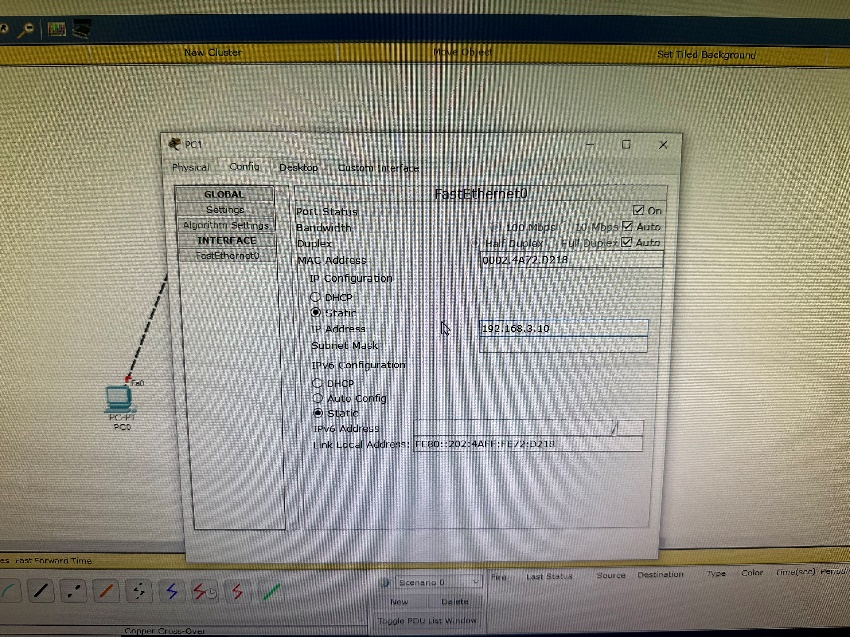 New Cluster Move Object Set Tiled Background
PC1
Physical Config Desktop Custom Interface
GLOBAL
Settings
Algorithm Settings
INTERFACE
FastEthernet0
FastEthernet0
Port Status On
Bandwidth 100 Mbps 10 Mbps Auto
Duplex Half Duplex Full Duplex Auto
MAC Address 0002.4A72.D218
IP Configuration
DHCP
Static
IP Address 192.168.3.10
Subnet Mask
IPv6 Configuration
DHCP
Auto Config
Static
IPv6 Address /
Link Local Address: FE80::202:4AFF:FE72:D218
Fa0
PC-PT
PC0
es Fast Forward Time
Scenario 0
New Delete
Toggle PDU List Window
Fire Last Status Source Destination Type Color Time(sec) Period
Copper Cross-Over